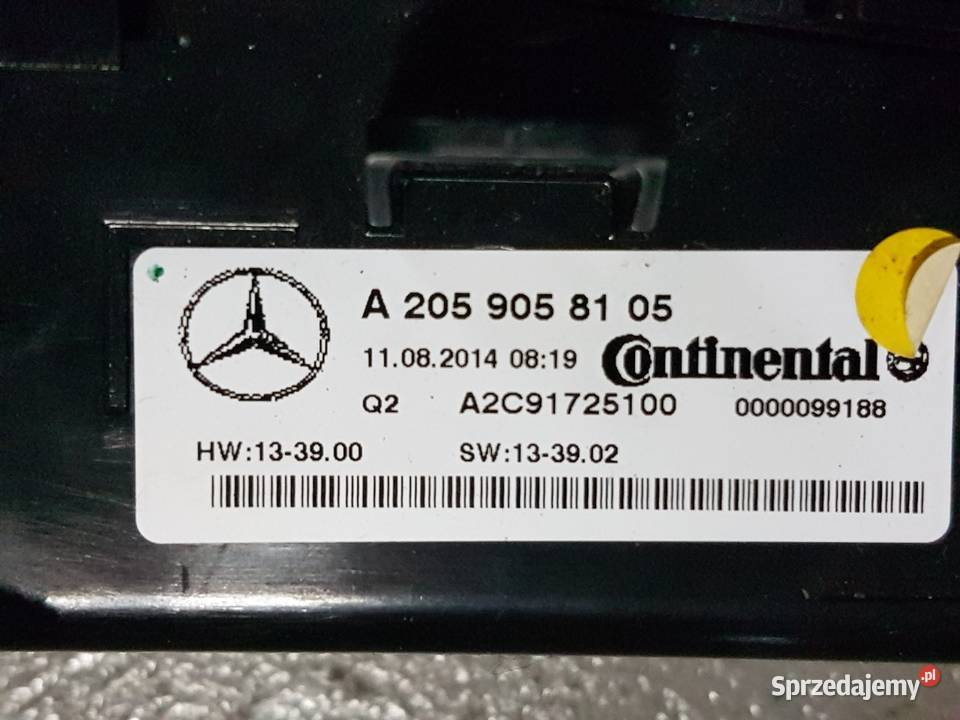 A 205 905 81 05
11.08.2014 08:19 Continental
Q2 A2C91725100 0000099188
HW:13-39.00 SW:13-39.02
Sprzedajemy.pl